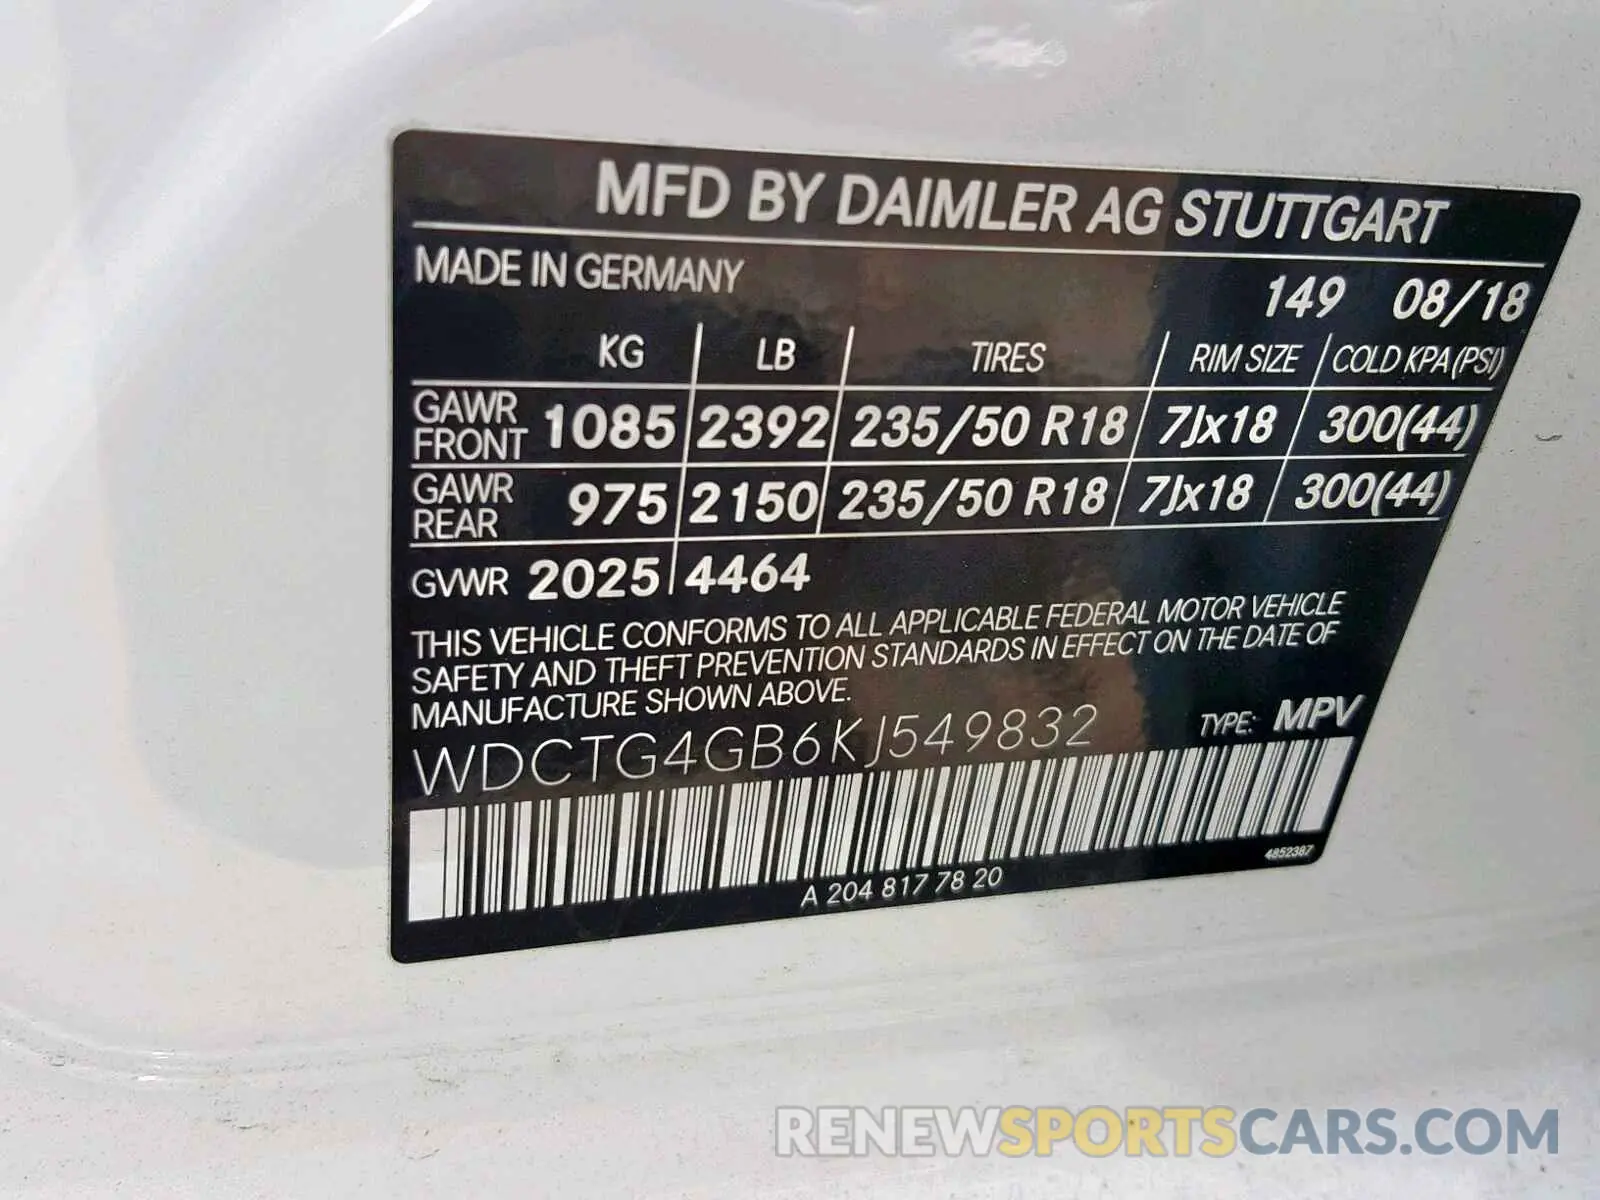 MFD BY DAIMLER AG STUTTGART
MADE IN GERMANY
149 08/18
KG LB TIRES RIM SIZE COLD KPA (PSI)
GAWR FRONT 1085 2392 235/50 R18 7Jx18 300(44)
GAWR REAR 975 2150 235/50 R18 7Jx18 300(44)
GVWR 2025 4464
THIS VEHICLE CONFORMS TO ALL APPLICABLE FEDERAL MOTOR VEHICLE
SAFETY AND THEFT PREVENTION STANDARDS IN EFFECT ON THE DATE OF
MANUFACTURE SHOWN ABOVE.
WDCTG4GB6KJ549832 TYPE: MPV
4852387
A 204 817 78 20
RENEWSPORTSCARS.COM